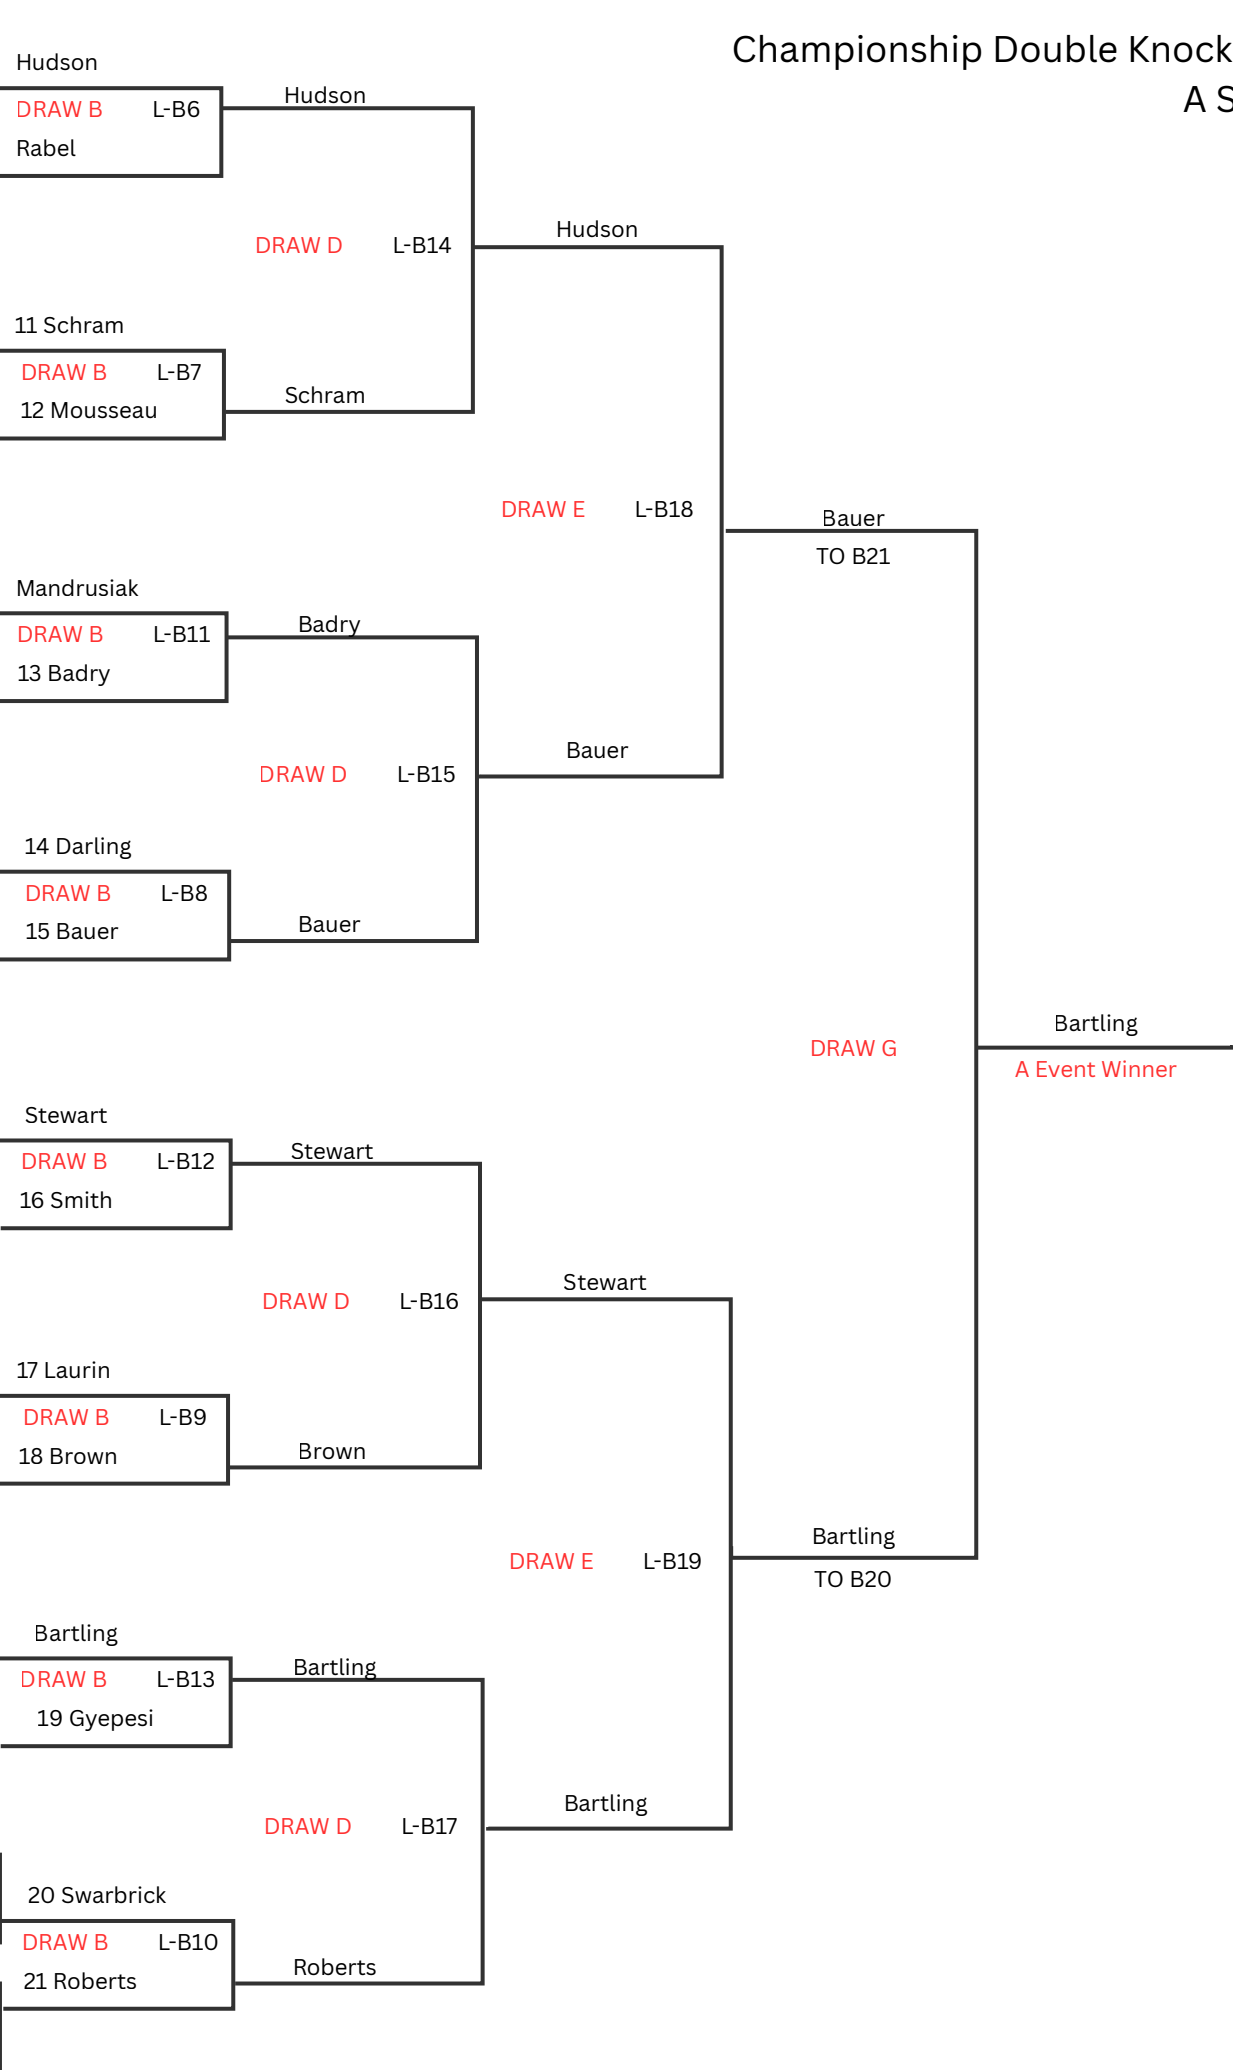 Championship Double Knock
A S
Hudson
DRAW B L-B6
Rabel
Hudson
DRAW D L-B14
Hudson
11 Schram
DRAW B L-B7
12 Mousseau
Schram
DRAW E L-B18
Bauer
TO B21
Mandrusiak
DRAW B L-B11
13 Badry
Badry
DRAW D L-B15
Bauer
14 Darling
DRAW B L-B8
15 Bauer
Bauer
DRAW G
Bartling
A Event Winner
Stewart
DRAW B L-B12
16 Smith
Stewart
DRAW D L-B16
Stewart
17 Laurin
DRAW B L-B9
18 Brown
Brown
DRAW E L-B19
Bartling
TO B20
Bartling
DRAW B L-B13
19 Gyepesi
Bartling
DRAW D L-B17
Bartling
20 Swarbrick
DRAW B L-B10
21 Roberts
Roberts